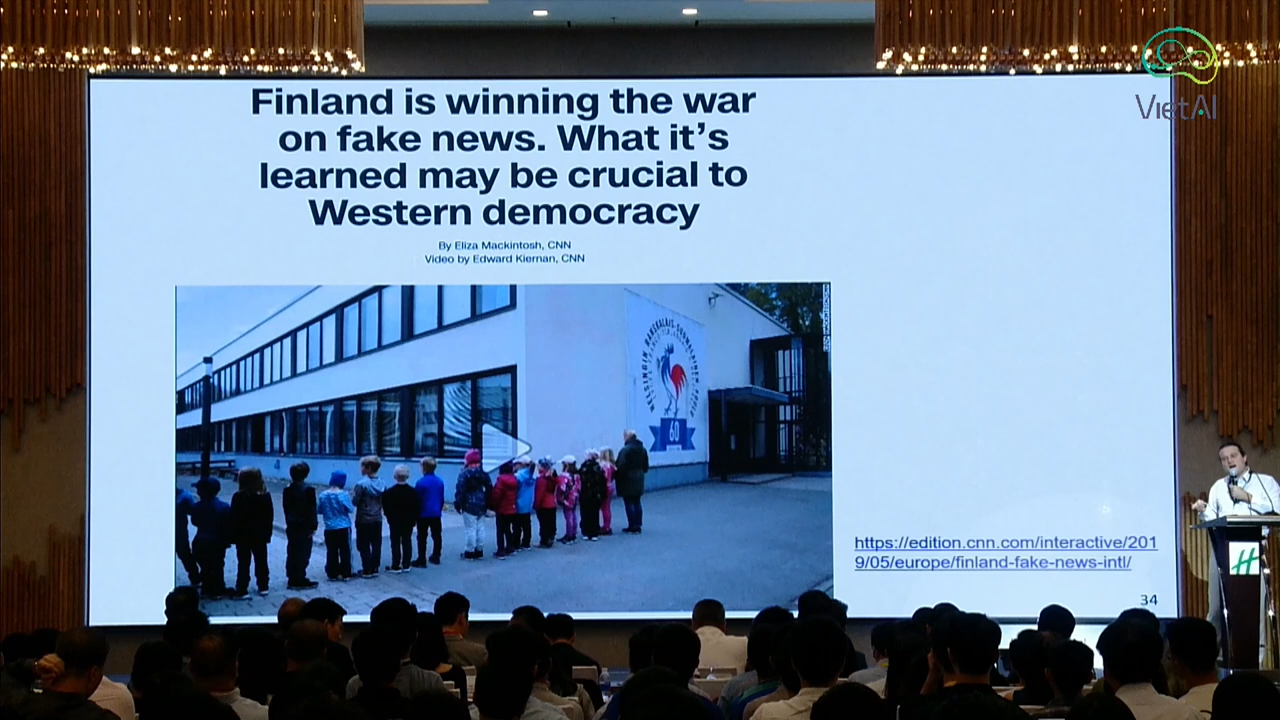 Finland is winning the war
on fake news. What it's
learned may be crucial to
Western democracy
By Eliza Mackintosh, CNN
Video by Edward Kiernan, CNN
60
https://edition.cnn.com/interactive/201
9/05/europe/finland-fake-news-intl/
34
VietAI
H